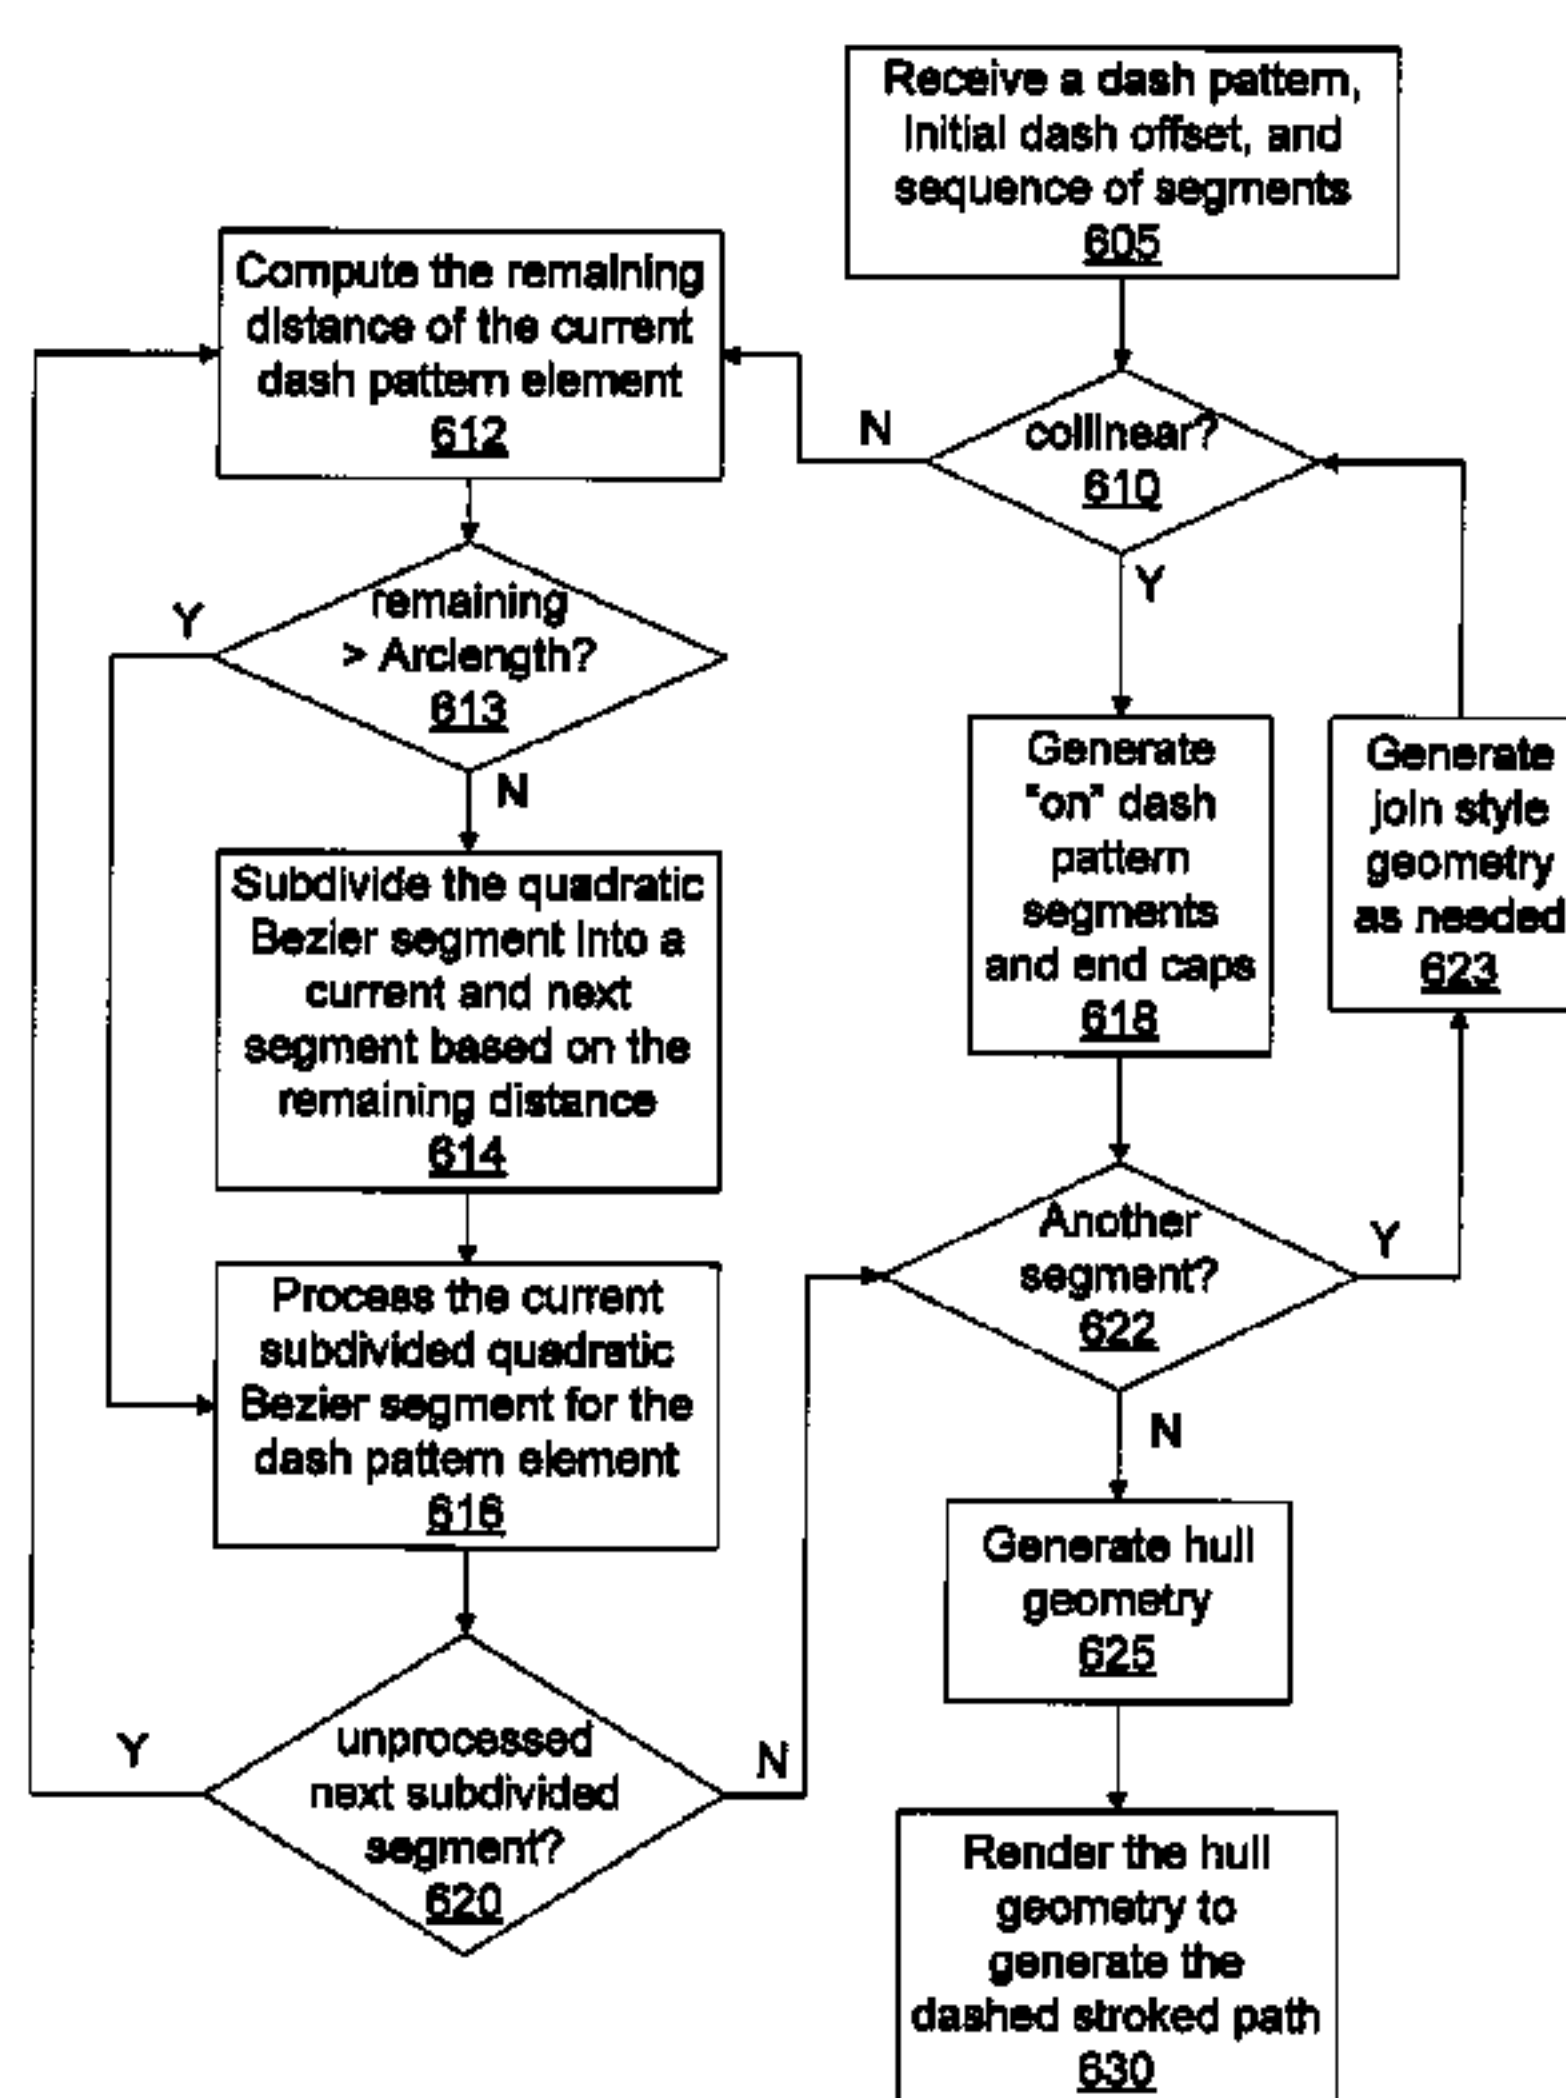 Receive a dash pattern,
Initial dash offset, and
sequence of segments
605
collinear?
610
N
Y
Compute the remaining
distance of the current
dash pattern element
612
remaining
> Arclength?
613
Y
N
Subdivide the quadratic
Bezier segment into a
current and next
segment based on the
remaining distance
614
Process the current
subdivided quadratic
Bezier segment for the
dash pattern element
616
unprocessed
next subdivided
segment?
620
Y
N
Generate
"on" dash
pattern
segments
and end caps
618
Another
segment?
622
Y
N
Generate
join style
geometry
as needed
623
Generate hull
geometry
625
Render the hull
geometry to
generate the
dashed stroked path
630